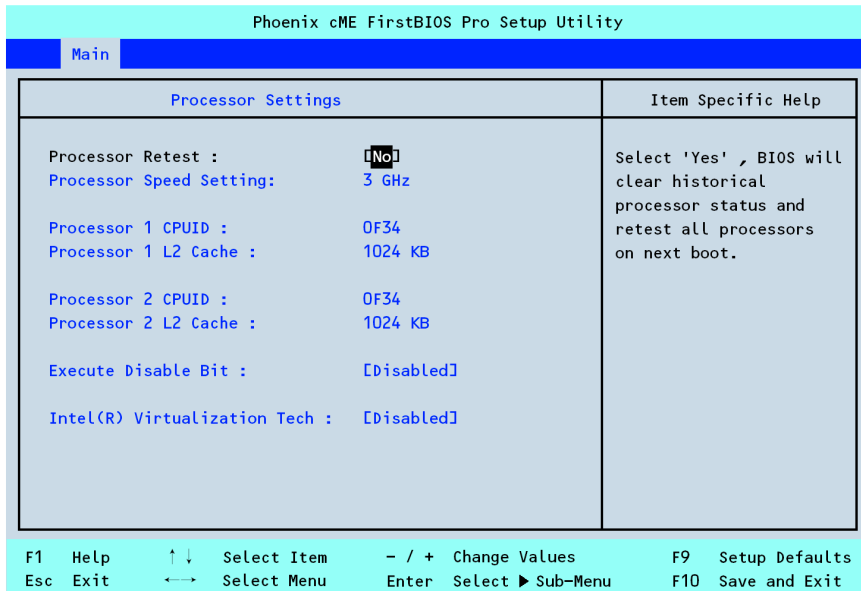 Phoenix cME FirstBIOS Pro Setup Utility
Main
Processor Settings
Item Specific Help
Processor Retest : [No]
Processor Speed Setting: 3 GHz
Processor 1 CPUID : 0F34
Processor 1 L2 Cache : 1024 KB
Processor 2 CPUID : 0F34
Processor 2 L2 Cache : 1024 KB
Execute Disable Bit : [Disabled]
Intel(R) Virtualization Tech : [Disabled]
Select 'Yes' , BIOS will
clear historical
processor status and
retest all processors
on next boot.
F1 Help ↑↓ Select Item - / + Change Values F9 Setup Defaults
Esc Exit ←→ Select Menu Enter Select ▶ Sub-Menu F10 Save and Exit